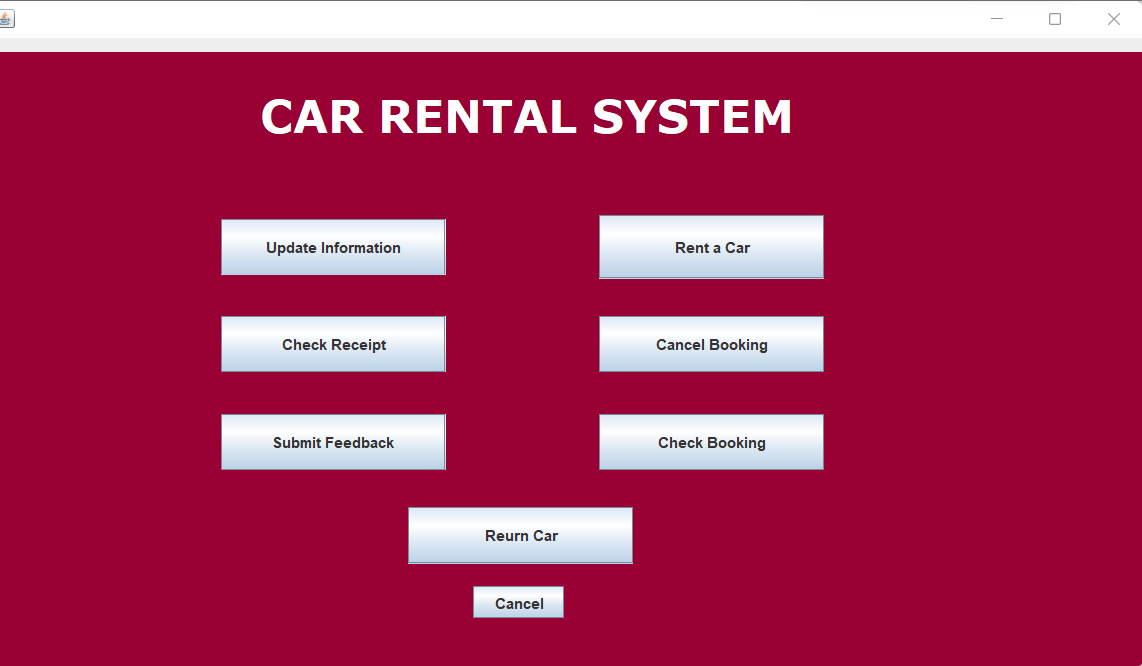 CAR RENTAL SYSTEM
Update Information
Rent a Car
Check Receipt
Cancel Booking
Submit Feedback
Check Booking
Reurn Car
Cancel